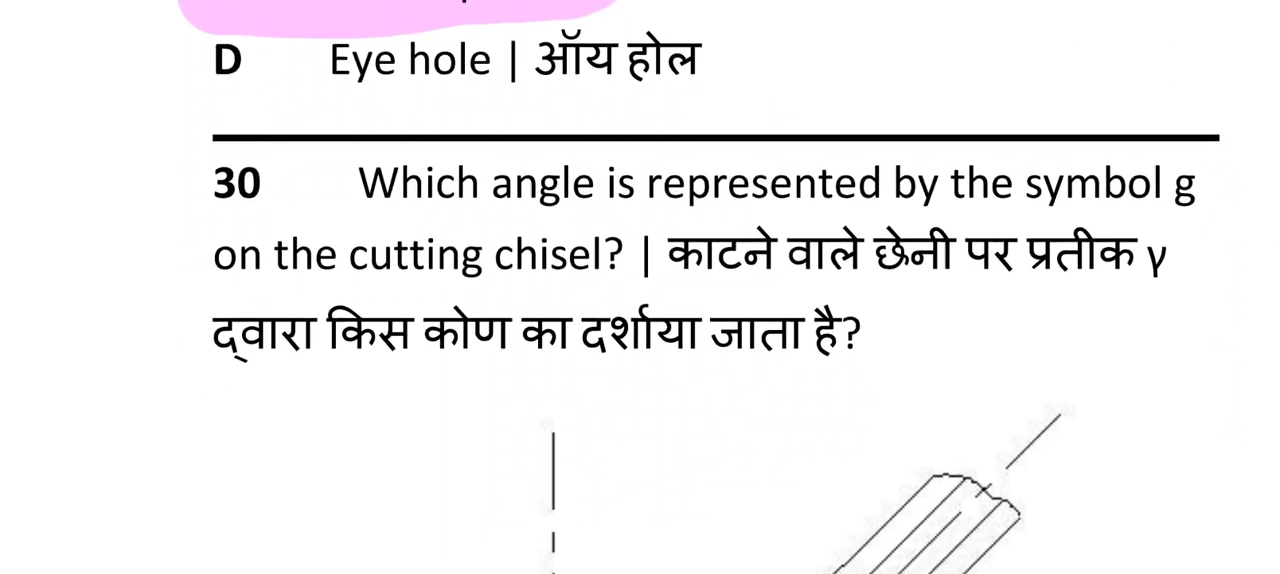 D Eye hole | ऑय होल
30 Which angle is represented by the symbol g
on the cutting chisel? | काटने वाले छेनी पर प्रतीक γ
द्वारा किस कोण का दर्शाया जाता है?